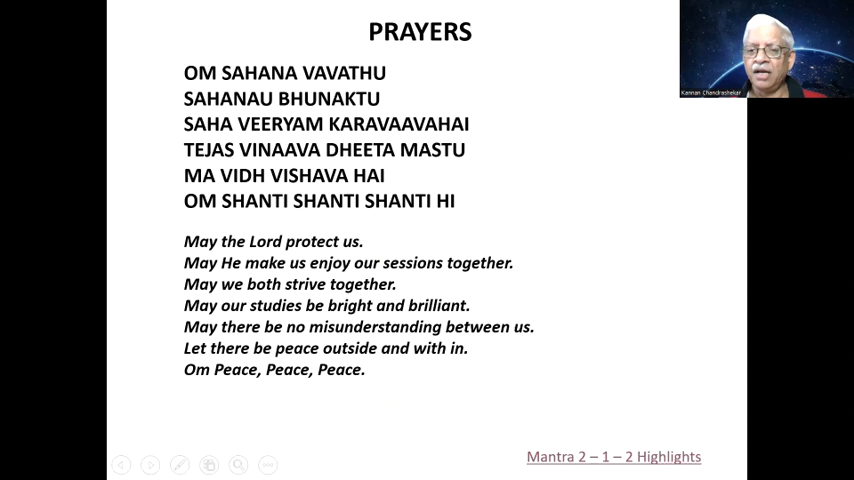 PRAYERS
OM SAHANA VAVATHU
SAHANAU BHUNAKTU
SAHA VEERYAM KARAVAAVAHAI
TEJAS VINAAVA DHEETA MASTU
MA VIDH VISHAVA HAI
OM SHANTI SHANTI SHANTI HI
May the Lord protect us.
May He make us enjoy our sessions together.
May we both strive together.
May our studies be bright and brilliant.
May there be no misunderstanding between us.
Let there be peace outside and with in.
Om Peace, Peace, Peace.
Mantra 2 – 1 – 2 Highlights
Kannan Chandrashekar